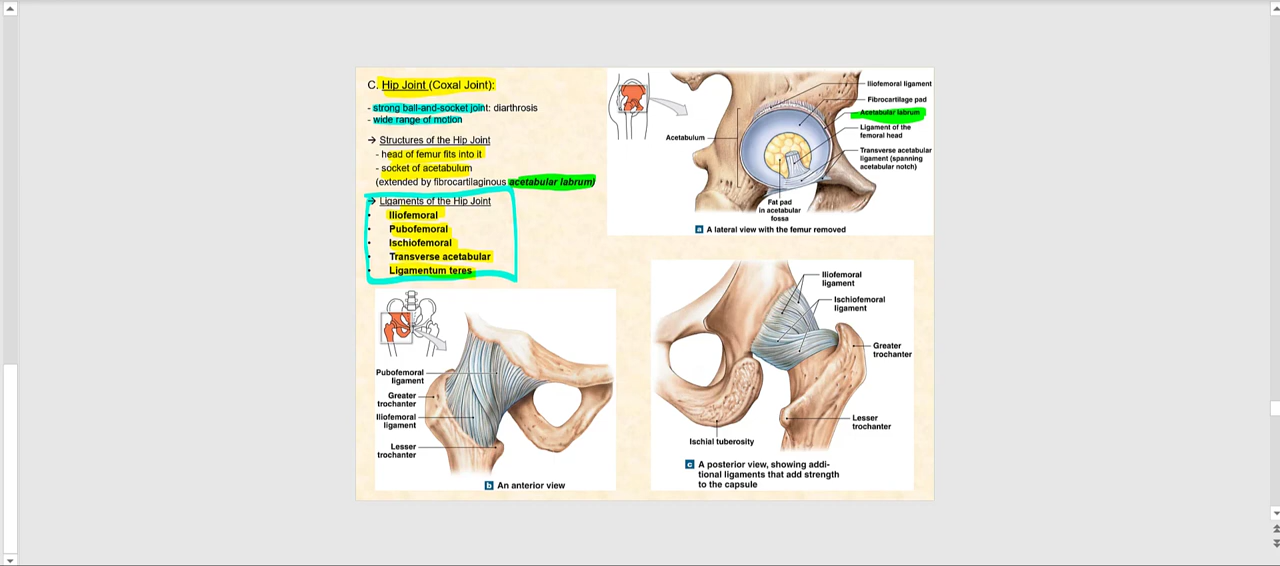 C. Hip Joint (Coxal Joint):
- strong ball-and-socket joint: diarthrosis
- wide range of motion
→ Structures of the Hip Joint
- head of femur fits into it
- socket of acetabulum
(extended by fibrocartilaginous acetabular labrum)
→ Ligaments of the Hip Joint
• Iliofemoral
• Pubofemoral
• Ischiofemoral
• Transverse acetabular
• Ligamentum teres
Iliofemoral ligament
Fibrocartilage pad
Acetabular labrum
Ligament of the
femoral head
Transverse acetabular
ligament (spanning
acetabular notch)
Acetabulum
Fat pad
in acetabular
fossa
a A lateral view with the femur removed
Pubofemoral
ligament
Greater
trochanter
Iliofemoral
ligament
Lesser
trochanter
b An anterior view
Iliofemoral
ligament
Ischiofemoral
ligament
Greater
trochanter
Lesser
trochanter
Ischial tuberosity
c A posterior view, showing addi-
tional ligaments that add strength
to the capsule